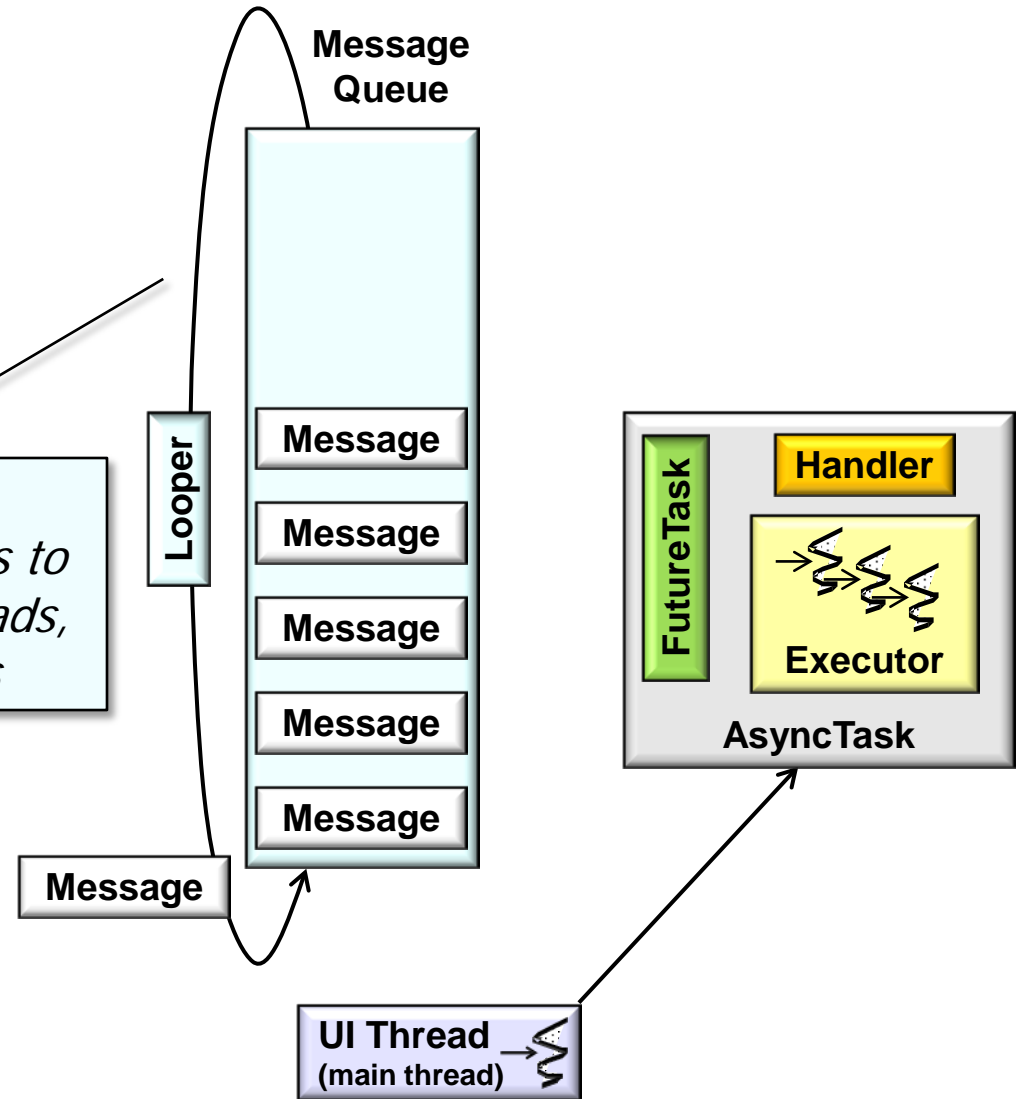 Message
Queue
Looper
Message
Message
Message
Message
Message
Message
s to
ads,
FutureTask
Handler
Executor
AsyncTask
UI Thread
(main thread)